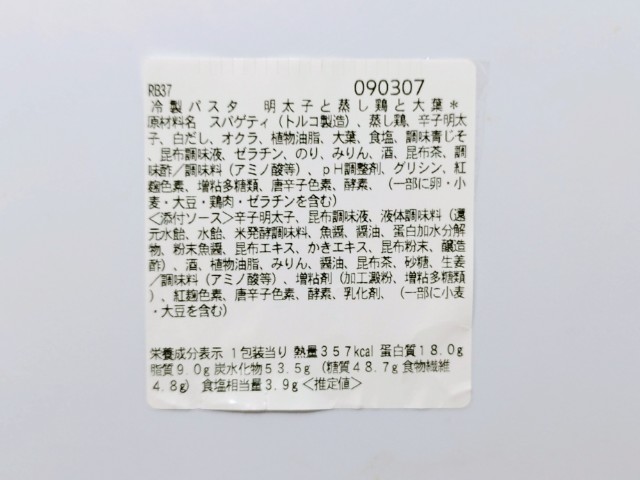 RB37 090307
冷製パスタ 明太子と蒸し鶏と大葉＊
原材料名 スパゲティ（トルコ製造）、蒸し鶏、辛子明太
子、白だし、オクラ、植物油脂、大葉、食塩、調味青じそ
、昆布調味液、ゼラチン、のり、みりん、酒、昆布茶、調
味酢／調味料（アミノ酸等）、ｐＨ調整剤、グリシン、紅
麹色素、増粘多糖類、唐辛子色素、酵素、（一部に卵・小
麦・大豆・鶏肉・ゼラチンを含む）
＜添付ソース＞辛子明太子、昆布調味液、液体調味料（還
元水飴、水飴、米発酵調味料、魚醤、醤油、蛋白加水分解
物、粉末魚醤、昆布エキス、かきエキス、昆布粉末、醸造
酢）、酒、植物油脂、みりん、醤油、昆布茶、砂糖、生姜
／調味料（アミノ酸等）、増粘剤（加工澱粉、増粘多糖類
）、紅麹色素、唐辛子色素、酵素、乳化剤、（一部に小麦
・大豆を含む）
栄養成分表示 １包装当り 熱量３５７kcal 蛋白質１８.０g
脂質９.０g 炭水化物５３.５g （糖質４８.７g 食物繊維
４.８g） 食塩相当量３.９g＜推定値＞